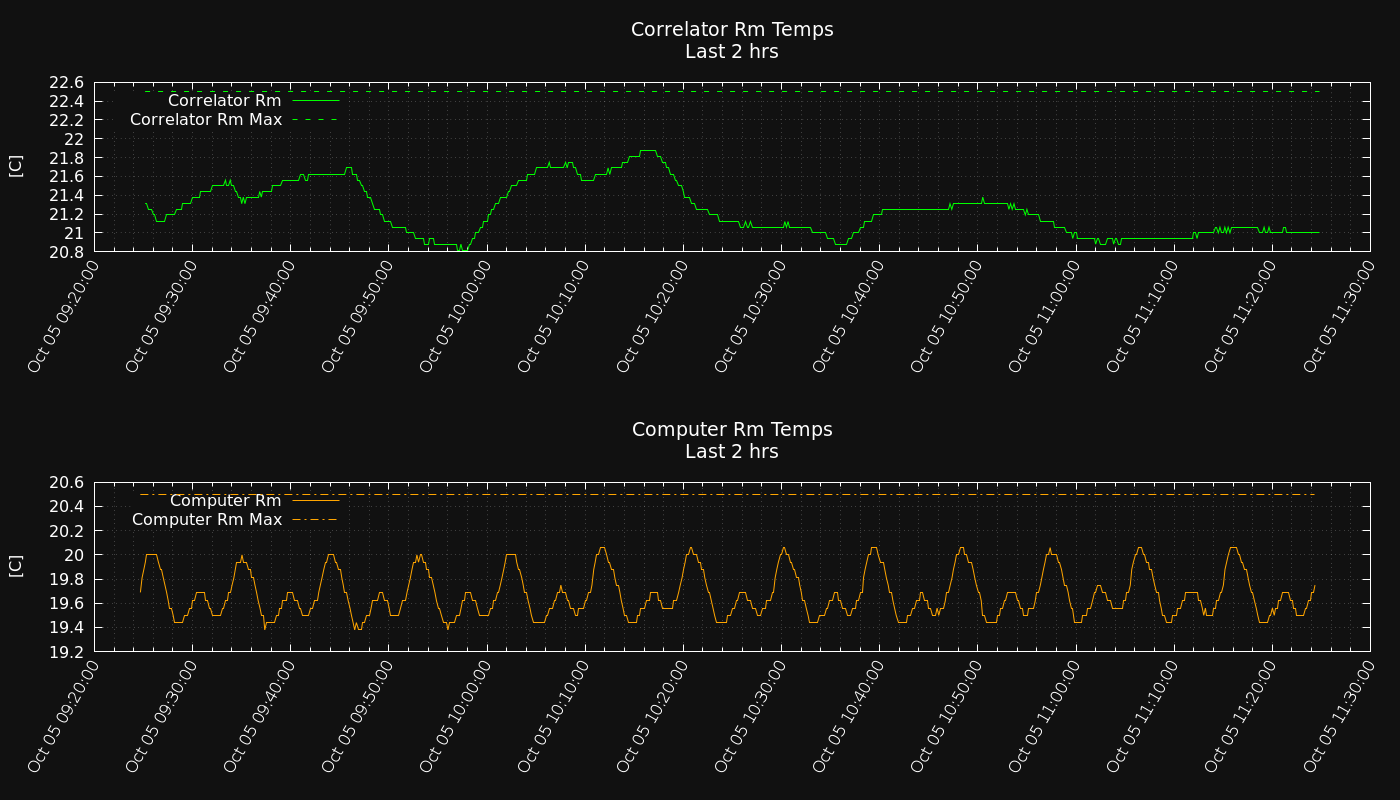 Correlator Rm Temps
Last 2 hrs
22.6
22.4
22.2
22
21.8
21.6
21.4
21.2
21
20.8
[C]
Correlator Rm
Correlator Rm Max
Oct 05 09:20:00
Oct 05 09:30:00
Oct 05 09:40:00
Oct 05 09:50:00
Oct 05 10:00:00
Oct 05 10:10:00
Oct 05 10:20:00
Oct 05 10:30:00
Oct 05 10:40:00
Oct 05 10:50:00
Oct 05 11:00:00
Oct 05 11:10:00
Oct 05 11:20:00
Oct 05 11:30:00
Computer Rm Temps
Last 2 hrs
20.6
20.4
20.2
20
19.8
19.6
19.4
19.2
[C]
Computer Rm
Computer Rm Max
Oct 05 09:20:00
Oct 05 09:30:00
Oct 05 09:40:00
Oct 05 09:50:00
Oct 05 10:00:00
Oct 05 10:10:00
Oct 05 10:20:00
Oct 05 10:30:00
Oct 05 10:40:00
Oct 05 10:50:00
Oct 05 11:00:00
Oct 05 11:10:00
Oct 05 11:20:00
Oct 05 11:30:00